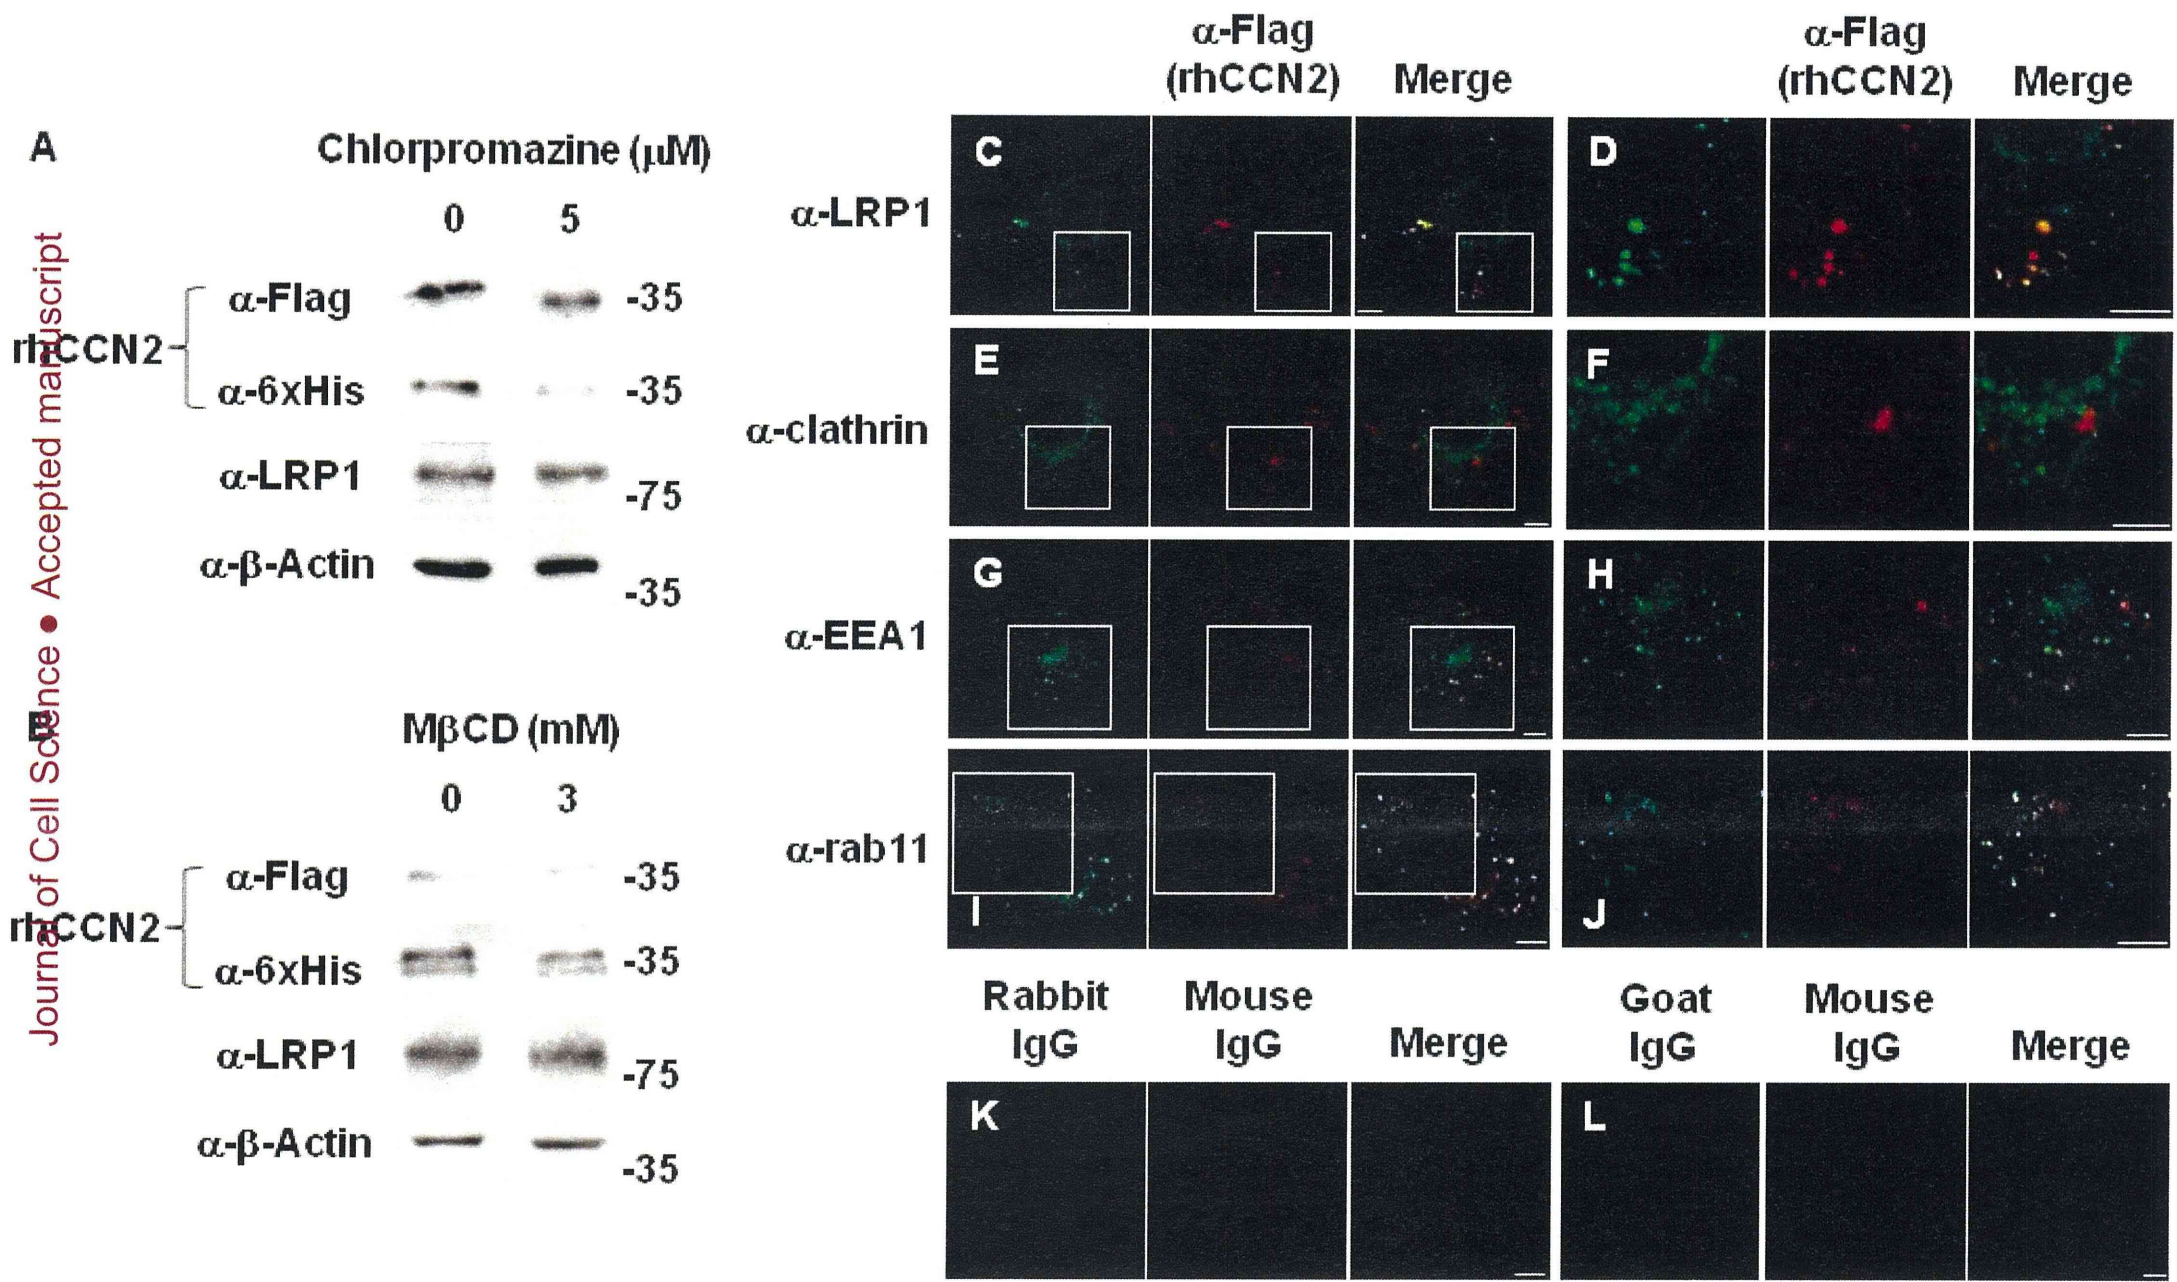 Journal of Cell Science ● Accepted manuscript
A
Chlorpromazine (μM)
0 5
rhCCN2
α-Flag -35
α-6xHis -35
α-LRP1 -75
α-β-Actin -35
B
MβCD (mM)
0 3
rhCCN2
α-Flag -35
α-6xHis -35
α-LRP1 -75
α-β-Actin -35
α-Flag
(rhCCN2) Merge
α-Flag
(rhCCN2) Merge
α-LRP1 C D
α-clathrin E F
α-EEA1 G H
α-rab11 I J
Rabbit IgG Mouse IgG Merge
Goat IgG Mouse IgG Merge
K L